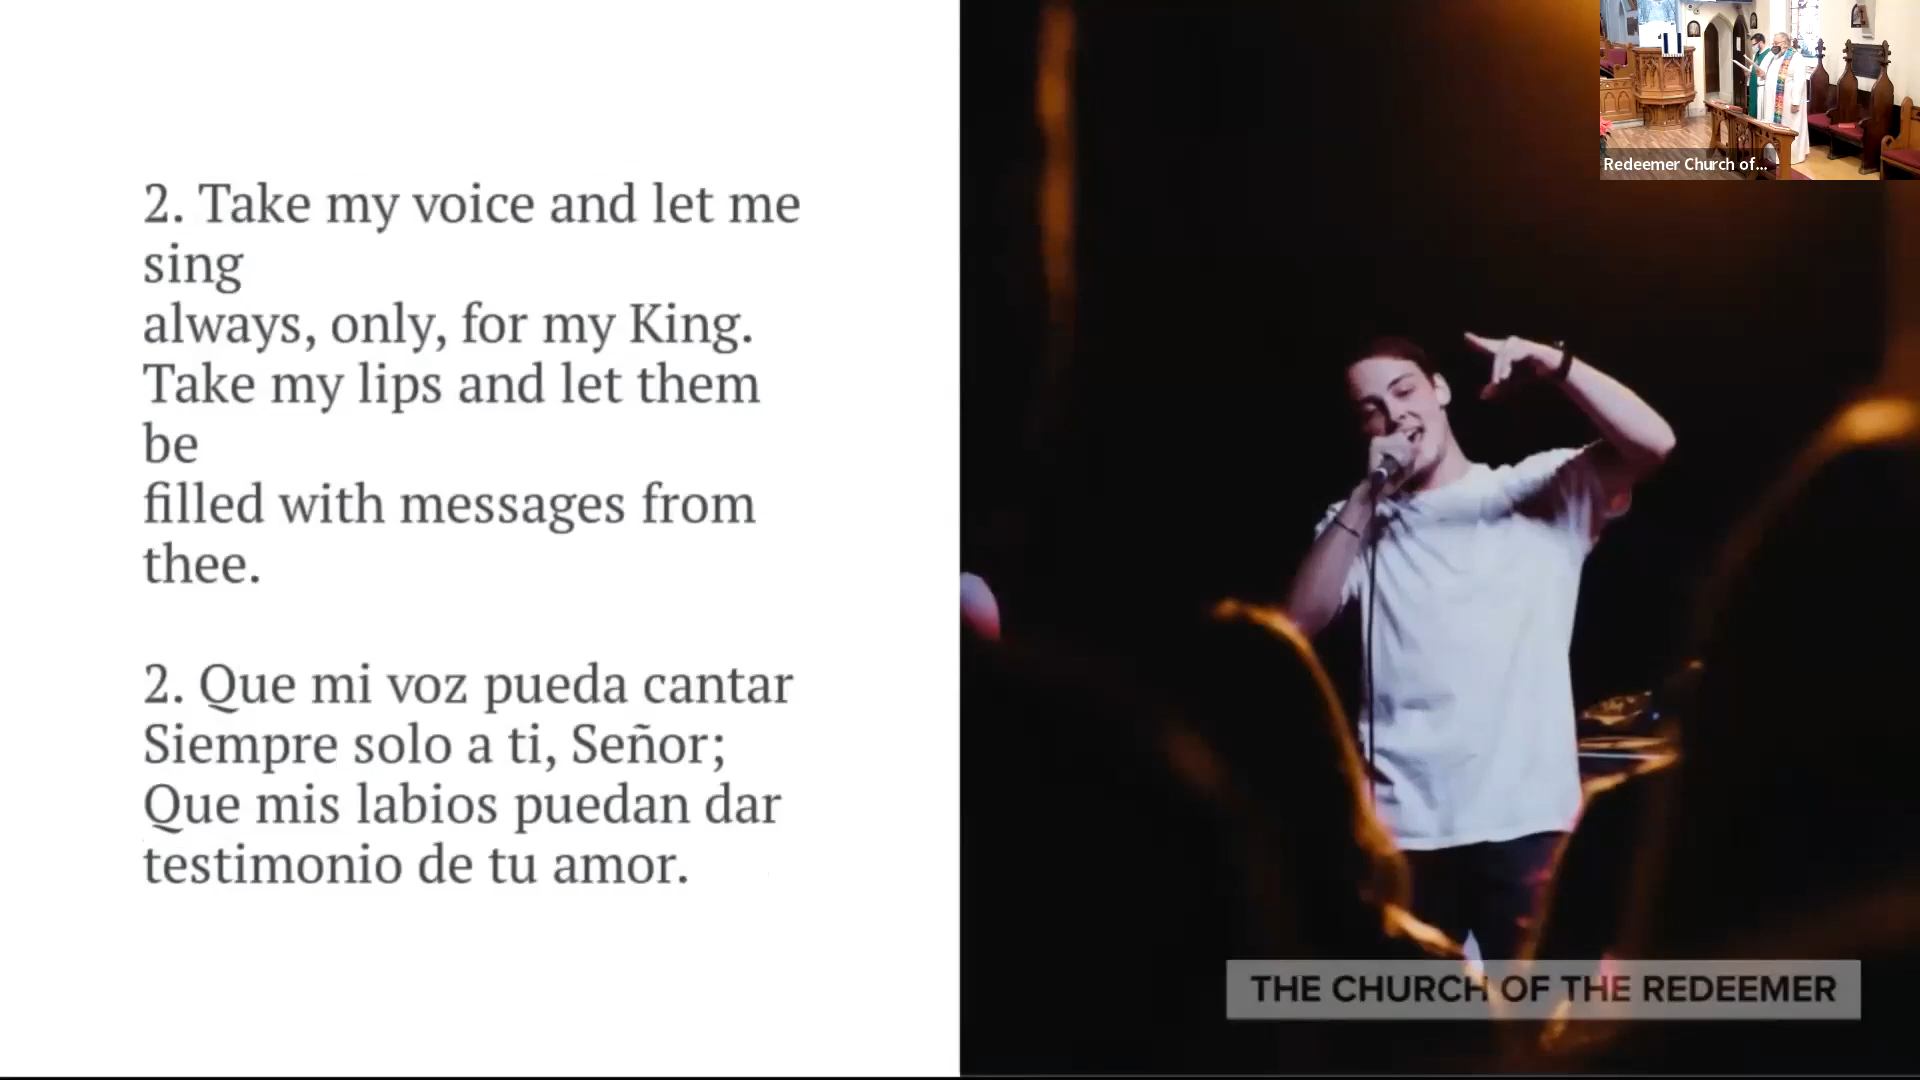 2. Take my voice and let me
sing
always, only, for my King.
Take my lips and let them
be
filled with messages from
thee.
2. Que mi voz pueda cantar
Siempre solo a ti, Señor;
Que mis labios puedan dar
testimonio de tu amor.
Redeemer Church of...
THE CHURCH OF THE REDEEMER